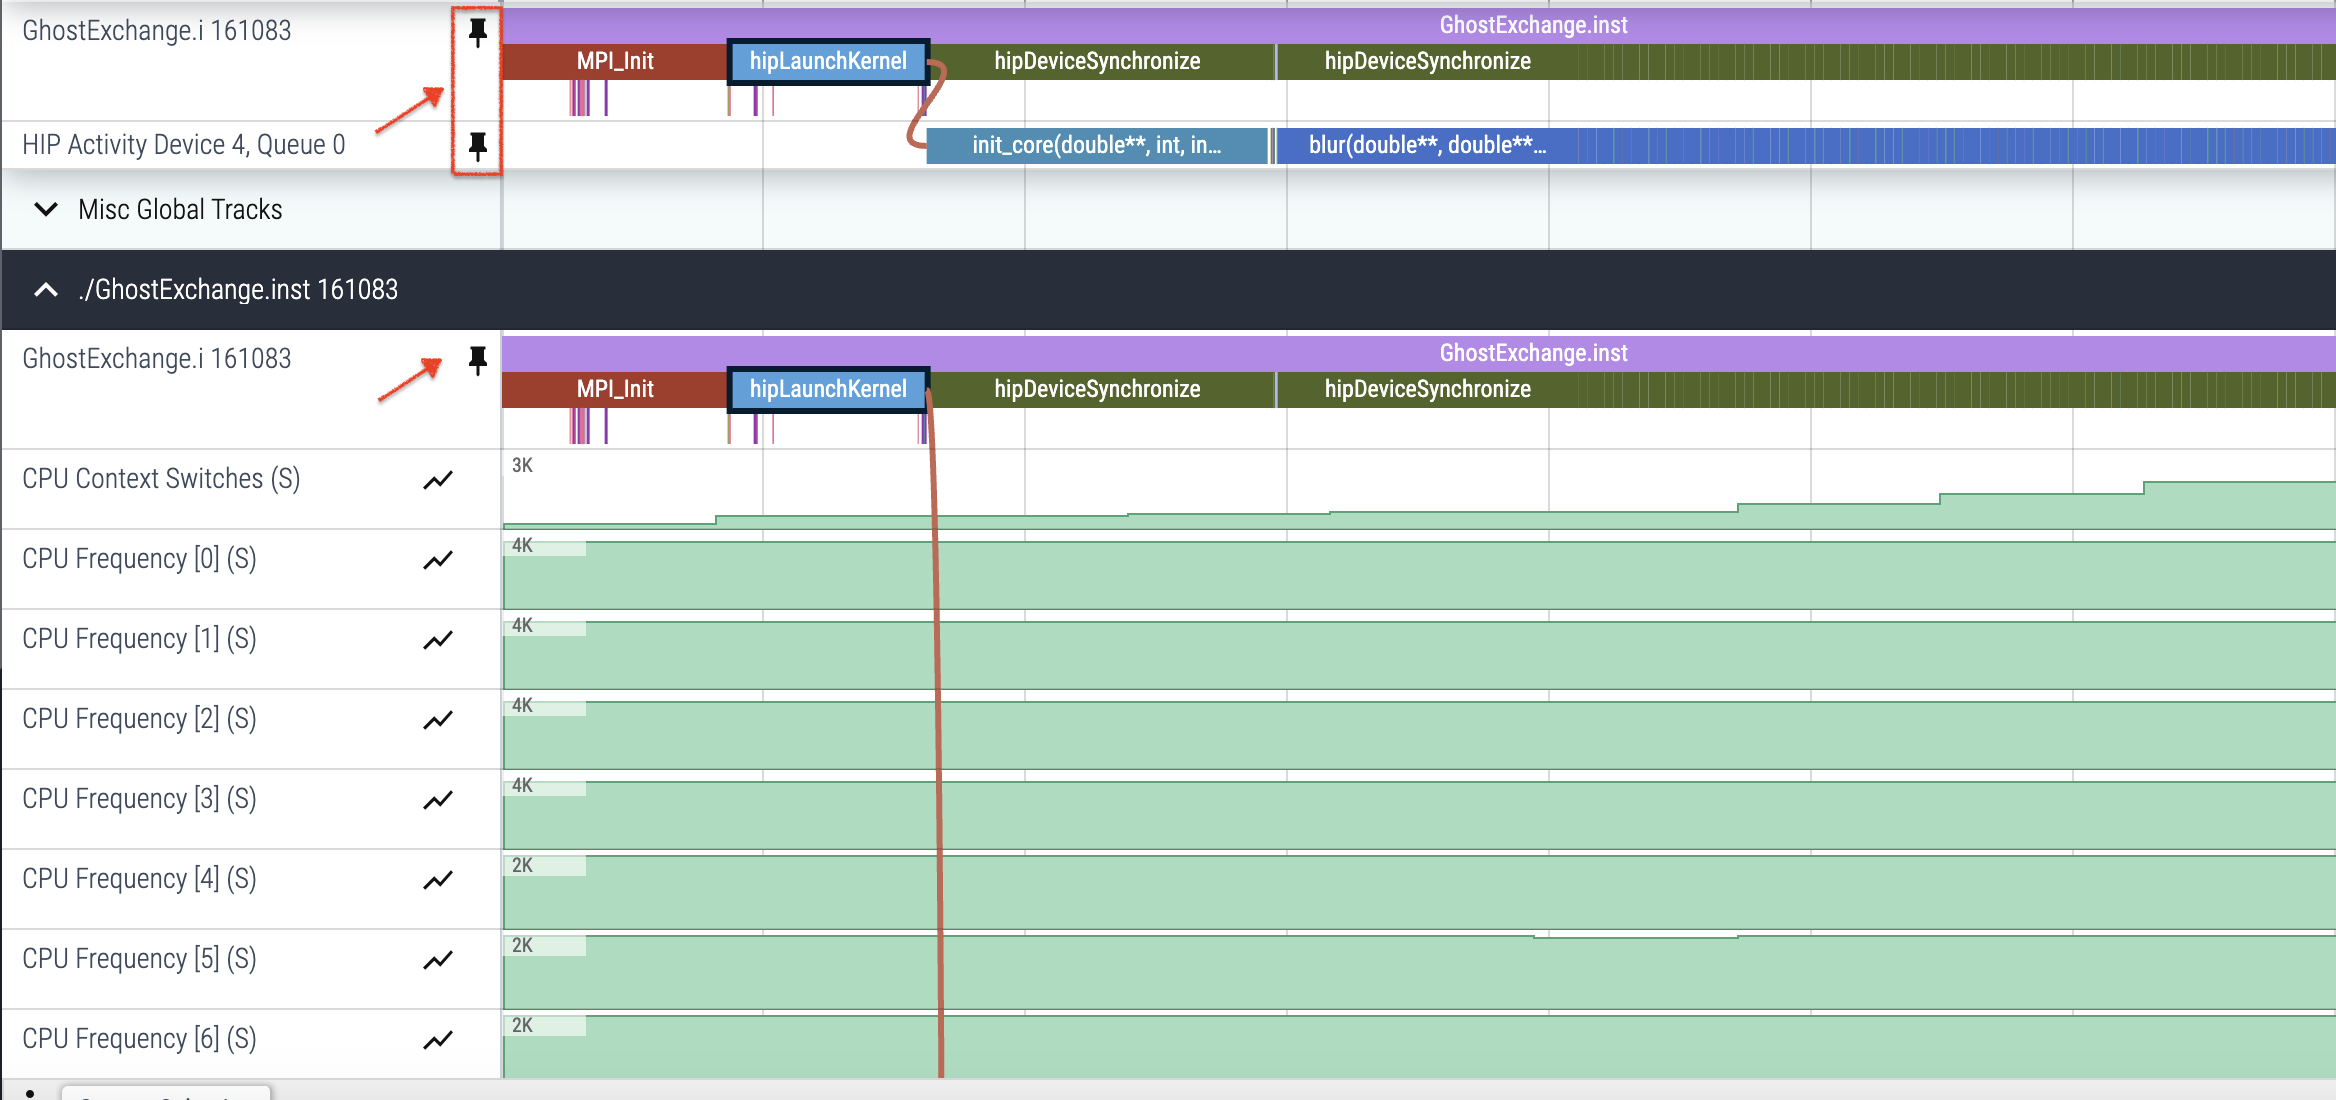 GhostExchange.i 161083
GhostExchange.inst
MPI_Init
hipLaunchKernel
hipDeviceSynchronize
hipDeviceSynchronize
HIP Activity Device 4, Queue 0
init_core(double**, int, in...
blur(double**, double**...
Misc Global Tracks
./GhostExchange.inst 161083
GhostExchange.i 161083
GhostExchange.inst
MPI_Init
hipLaunchKernel
hipDeviceSynchronize
hipDeviceSynchronize
CPU Context Switches (S)
3K
CPU Frequency [0] (S)
4K
CPU Frequency [1] (S)
4K
CPU Frequency [2] (S)
4K
CPU Frequency [3] (S)
4K
CPU Frequency [4] (S)
2K
CPU Frequency [5] (S)
2K
CPU Frequency [6] (S)
2K